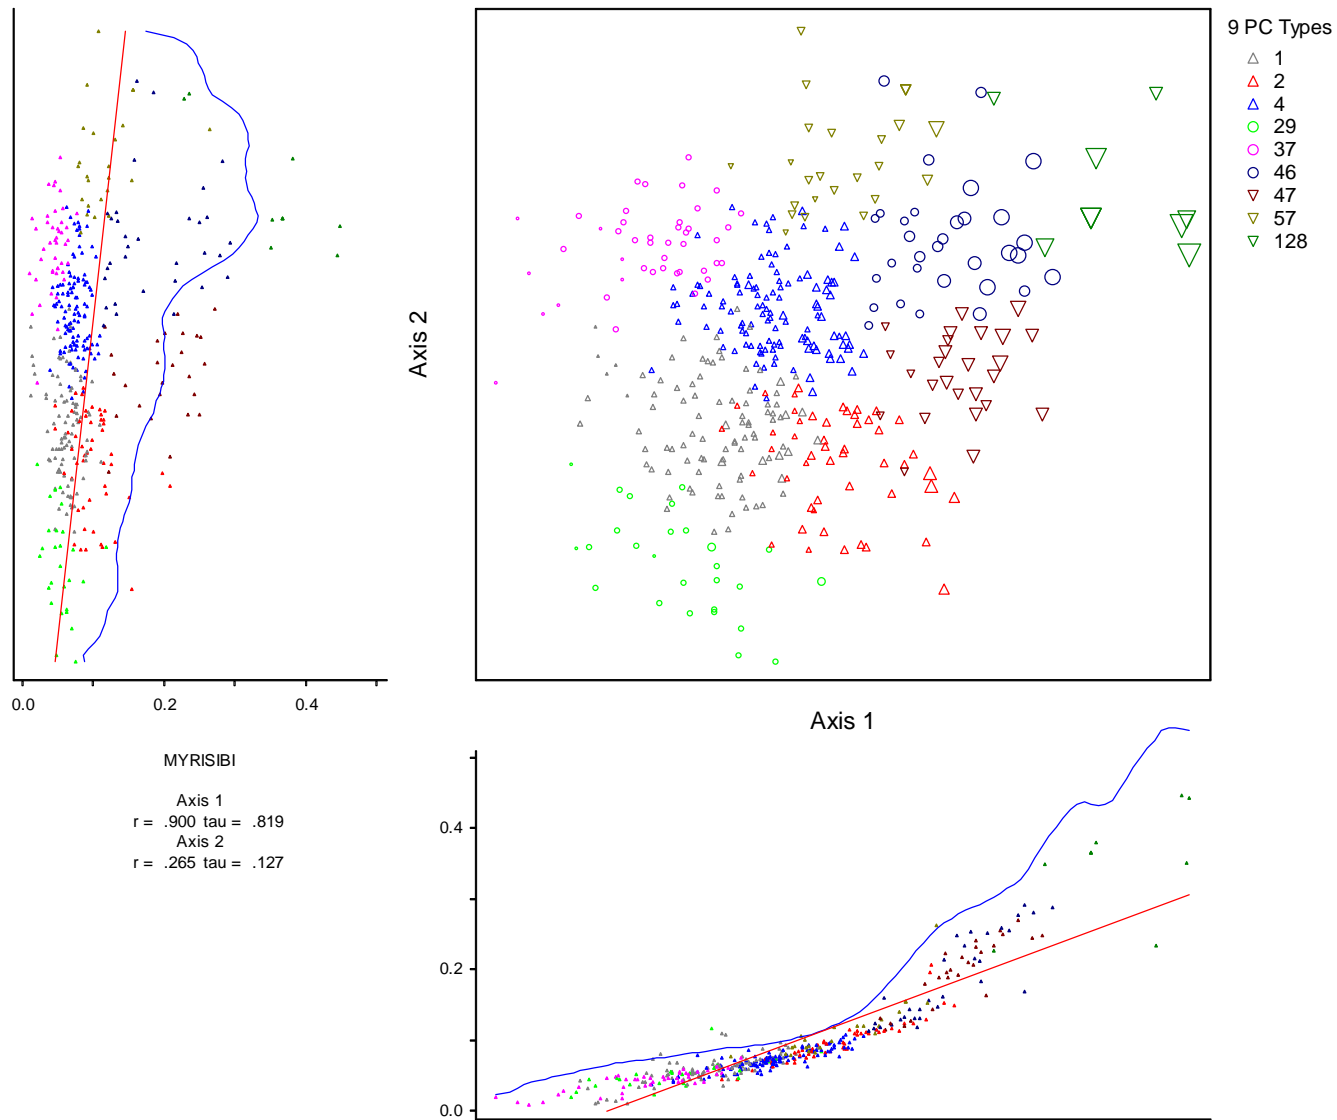 9 PC Types
1
2
4
29
37
46
47
57
128
Axis 2
0.0 0.2 0.4
Axis 1
MYRISIBI
Axis 1
r = .900 tau = .819
Axis 2
r = .265 tau = .127
0.4
0.2
0.0